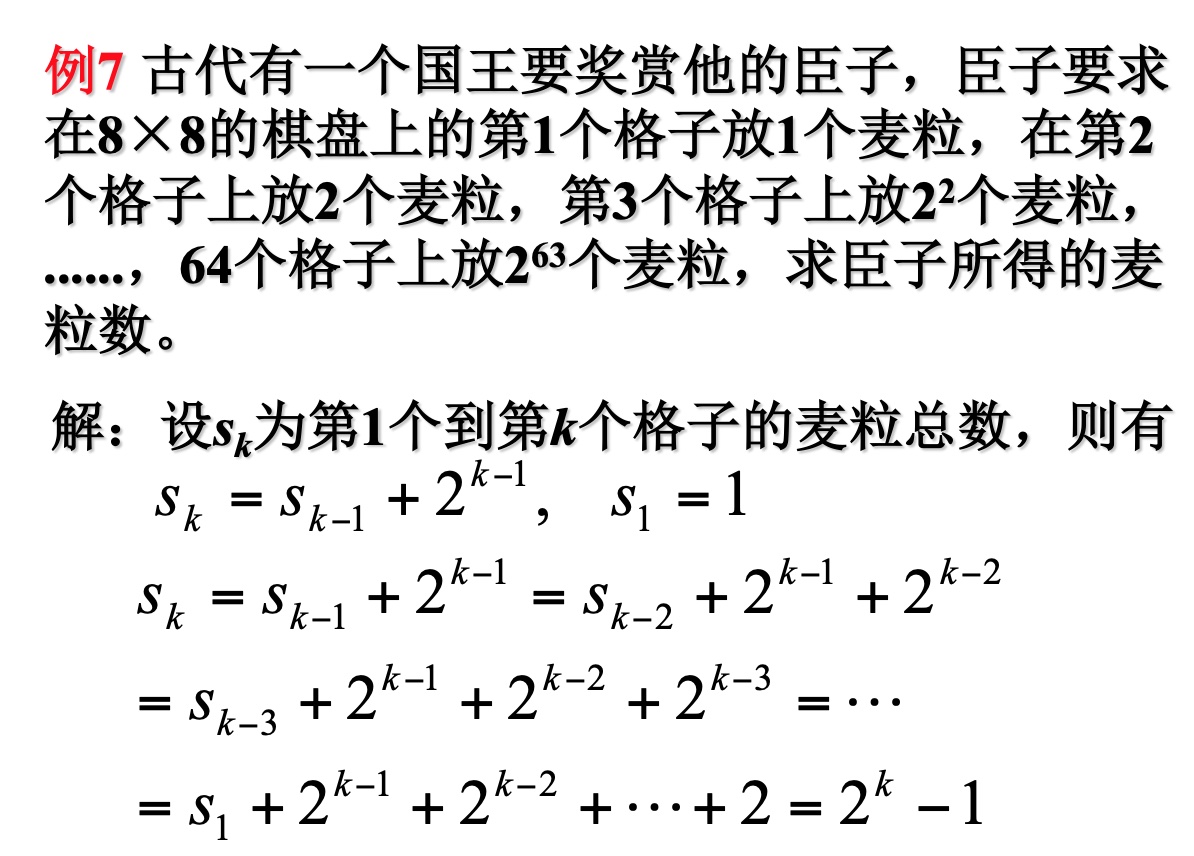 例7 古代有一个国王要奖赏他的臣子，臣子要求
在8×8的棋盘上的第1个格子放1个麦粒，在第2
个格子上放2个麦粒，第3个格子上放2²个麦粒，
......，64个格子上放2⁶³个麦粒，求臣子所得的麦
粒数。
解：设sₖ为第1个到第k个格子的麦粒总数，则有
s_k = s_{k−1} + 2^{k−1}, s_1 = 1
s_k = s_{k−1} + 2^{k−1} = s_{k−2} + 2^{k−1} + 2^{k−2}
= s_{k−3} + 2^{k−1} + 2^{k−2} + 2^{k−3} = ⋯
= s_1 + 2^{k−1} + 2^{k−2} + ⋯ + 2 = 2^k − 1